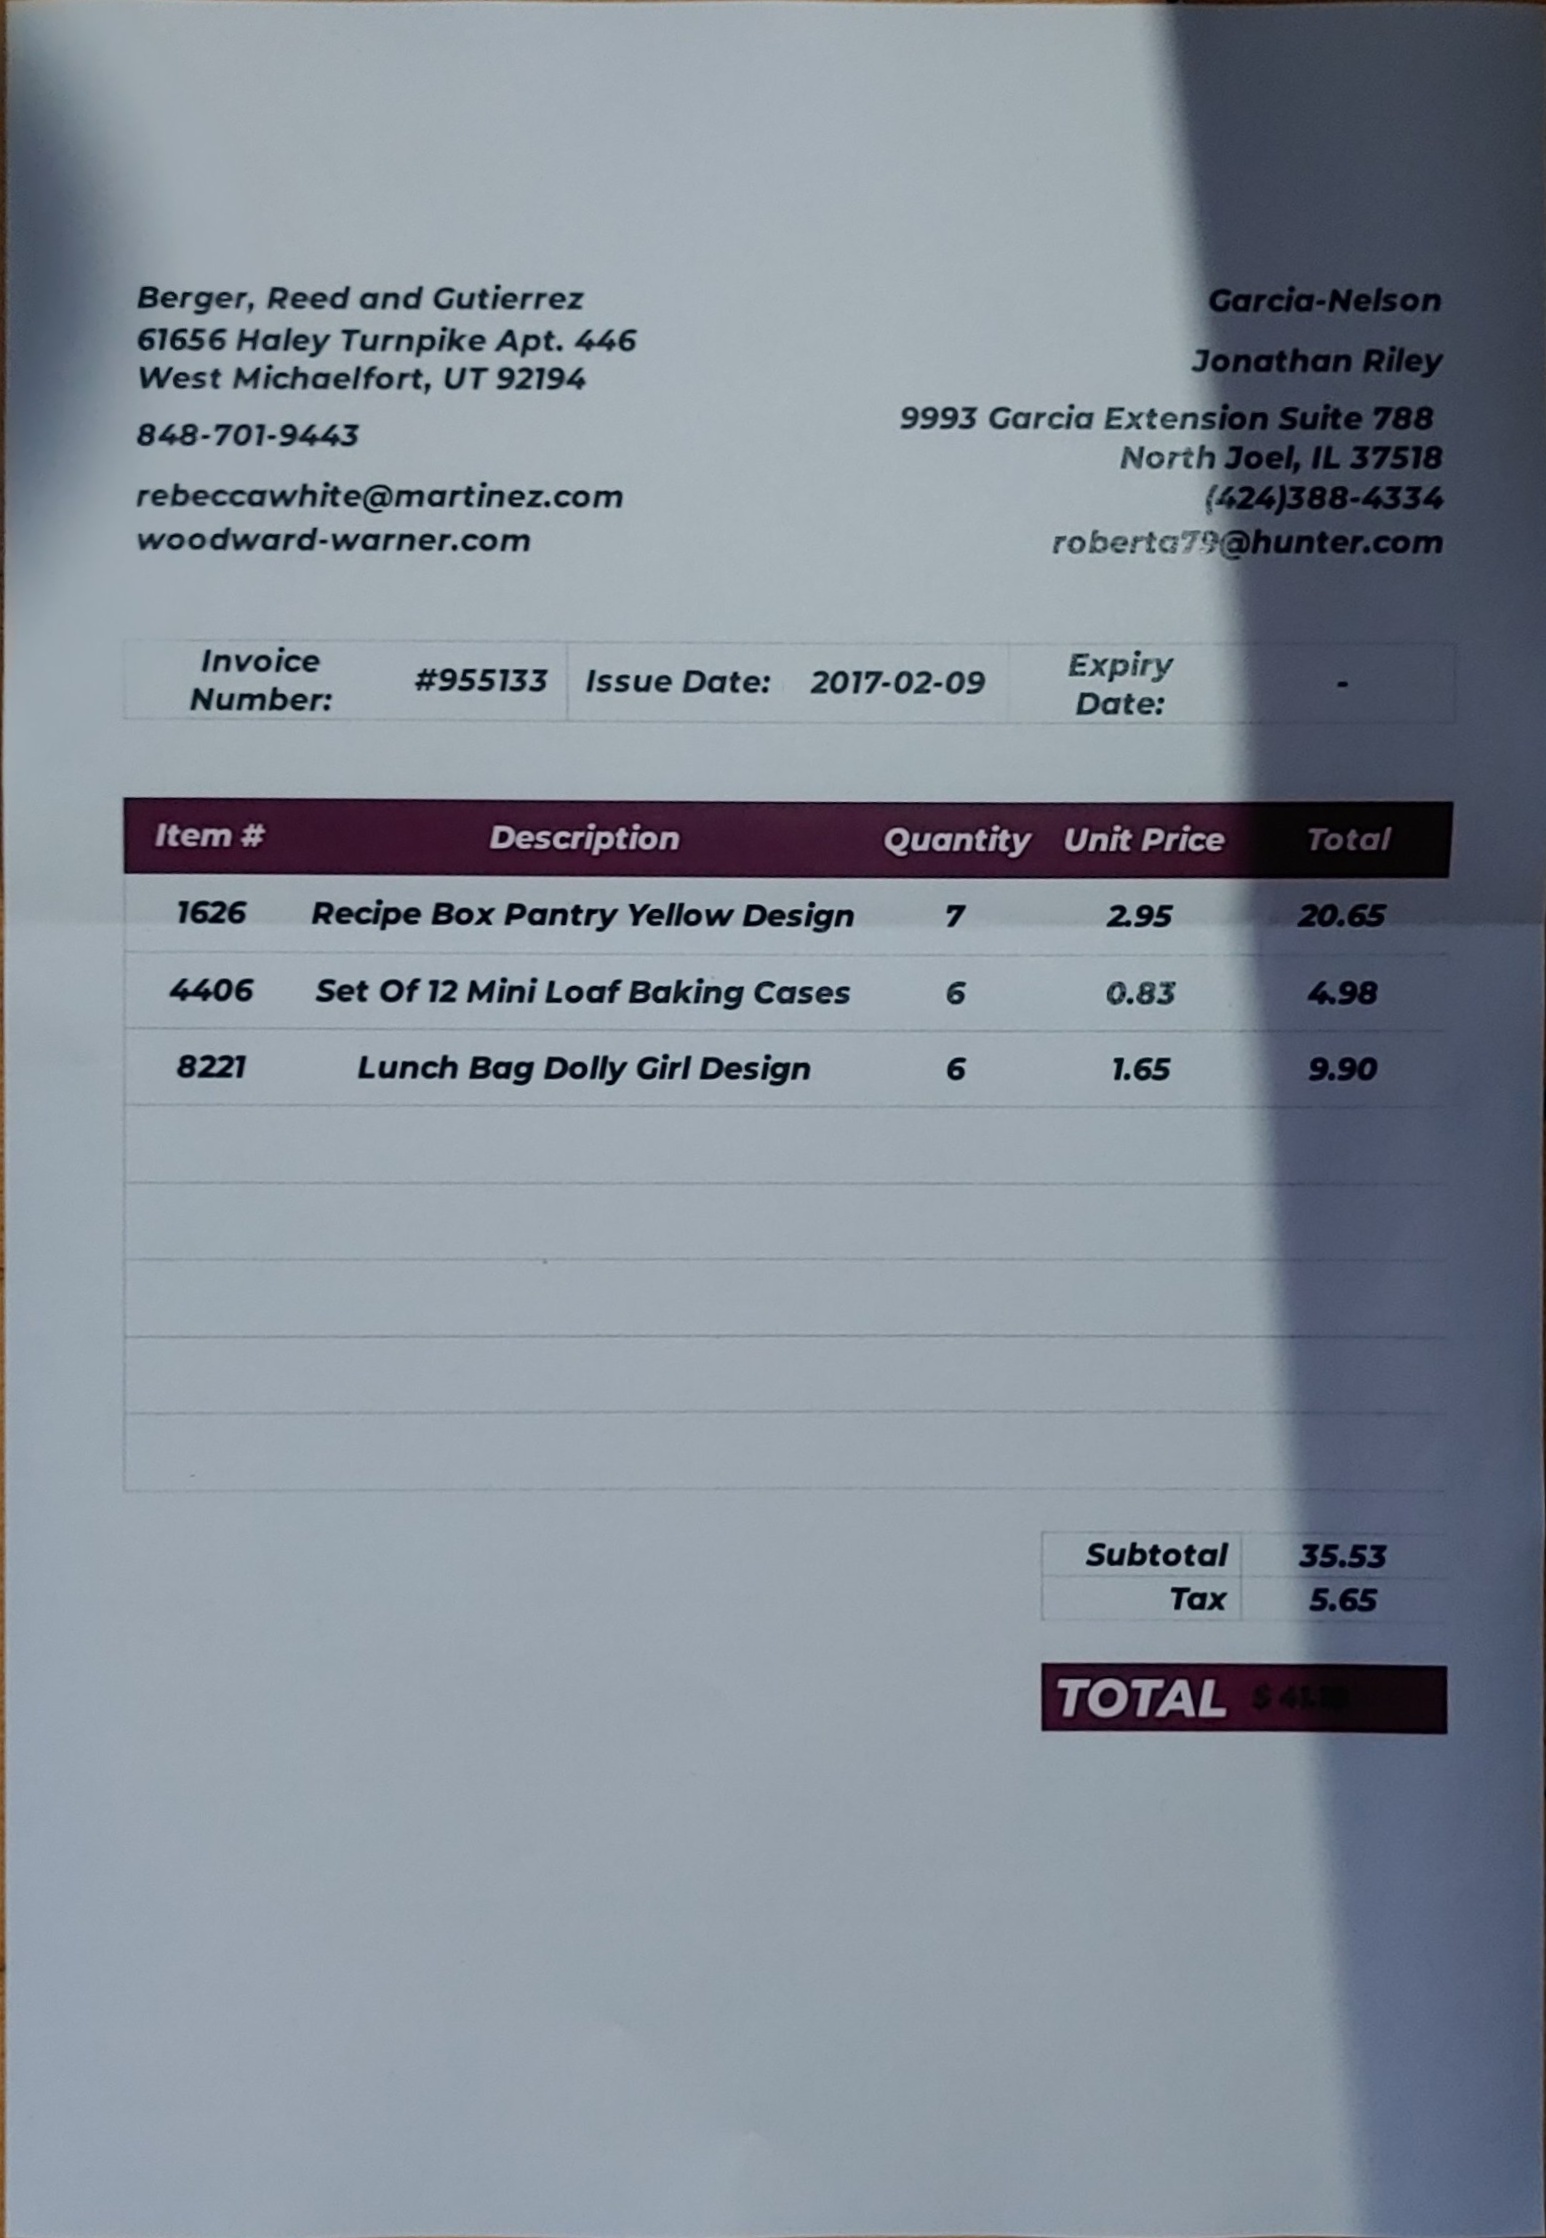 Berger, Reed and Gutierrez
61656 Haley Turnpike Apt. 446
West Michaelfort, UT 92194
848-701-9443
rebeccawhite@martinez.com
woodward-warner.com
Garcia-Nelson
Jonathan Riley
9993 Garcia Extension Suite 788
North Joel, IL 37518
(424)388-4334
roberta79@hunter.com
Invoice Number: #955133 Issue Date: 2017-02-09 Expiry Date: -
Item # Description Quantity Unit Price Total
1626 Recipe Box Pantry Yellow Design 7 2.95 20.65
4406 Set Of 12 Mini Loaf Baking Cases 6 0.83 4.98
8221 Lunch Bag Dolly Girl Design 6 1.65 9.90
Subtotal 35.53
Tax 5.65
TOTAL $